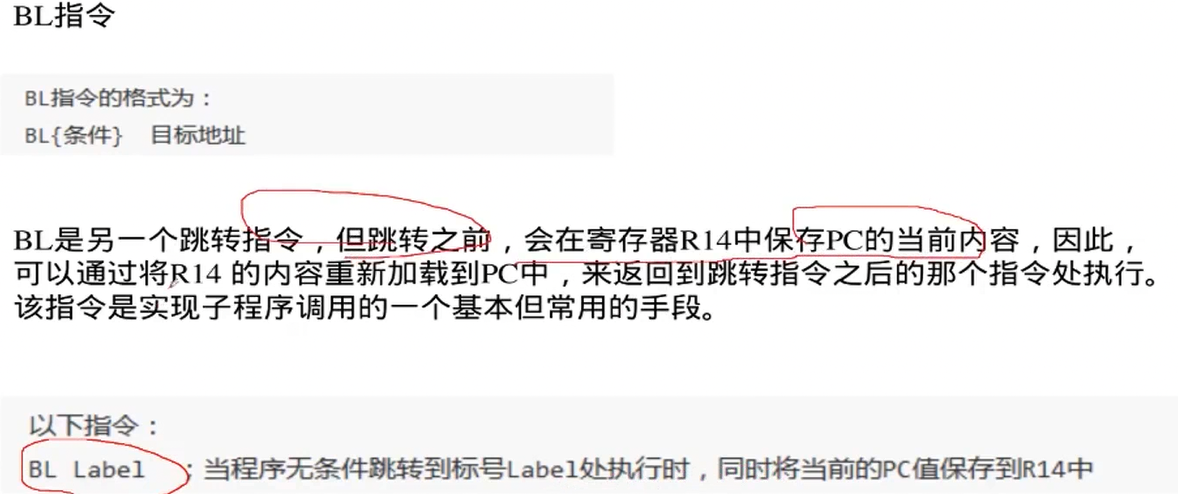 BL指令
BL指令的格式为：
BL{条件} 目标地址
BL是另一个跳转指令，但跳转之前，会在寄存器R14中保存PC的当前内容，因此，
可以通过将R14 的内容重新加载到PC中，来返回到跳转指令之后的那个指令处执行。
该指令是实现子程序调用的一个基本但常用的手段。
以下指令：
BL Label ；当程序无条件跳转到标号Label处执行时，同时将当前的PC值保存到R14中